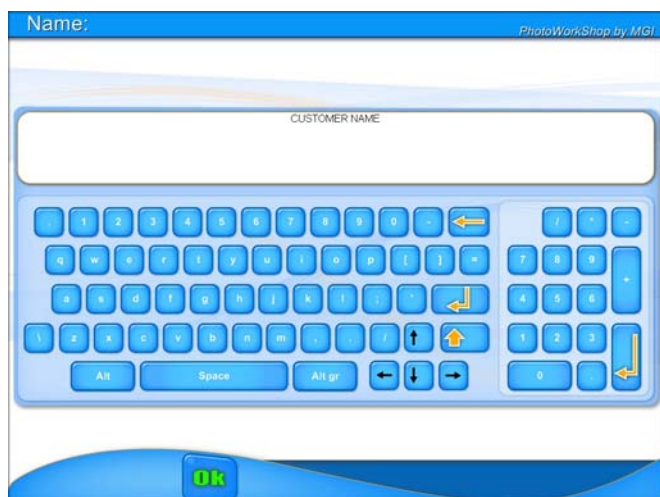 Name:
PhotoWorkShop by MGI
CUSTOMER NAME
. 1 2 3 4 5 6 7 8 9 0 - / * -
q w e r t y u i o p [ ] = 7 8 9 +
a s d f g h j k l ; ' 4 5 6
\ z x c v b n m , . / 1 2 3
Alt Space Alt gr 0 .
Ok